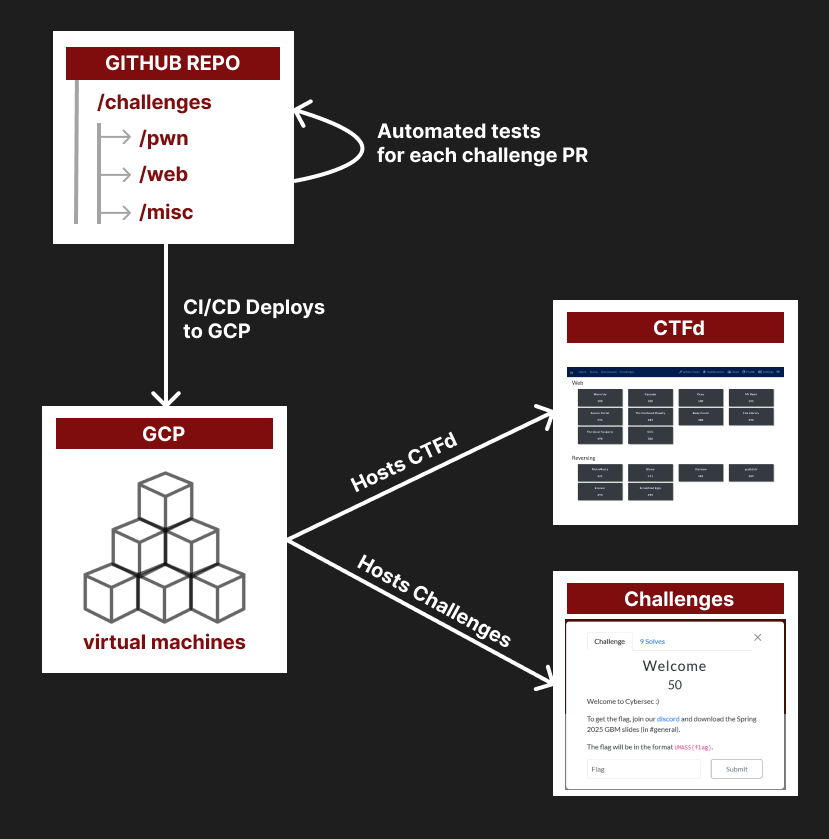 GITHUB REPO
/challenges
/pwn
/web
/misc
Automated tests
for each challenge PR
CI/CD Deploys
to GCP
GCP
virtual machines
Hosts CTFd
Hosts Challenges
CTFd
Web
Reversing
Challenges
Challenge
9 Solves
Welcome
50
Welcome to Cybersec :)
To get the flag, join our discord and download the Spring
2025 GBM slides (in #general).
The flag will be in the format UMASS{flag}.
Flag
Submit